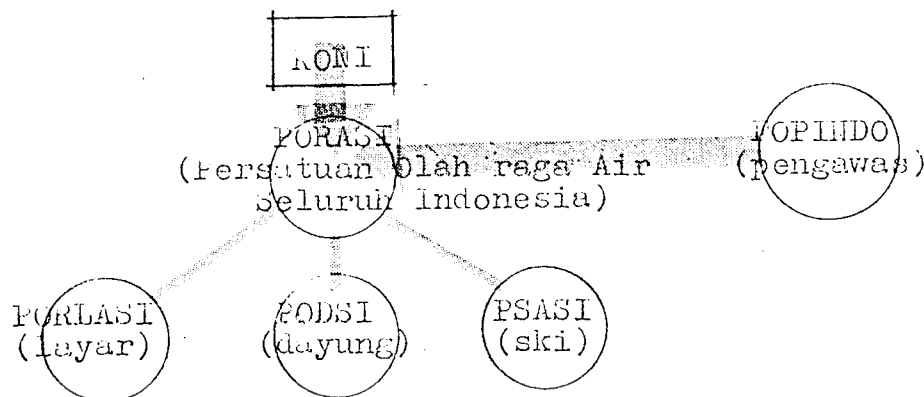 KONI
PORASI
(Persatuan Olah raga Air
Seluruh Indonesia)
POPINDO
(pengawas)
PORLASI
(layar)
PODSI
(dayung)
PSASI
(ski)